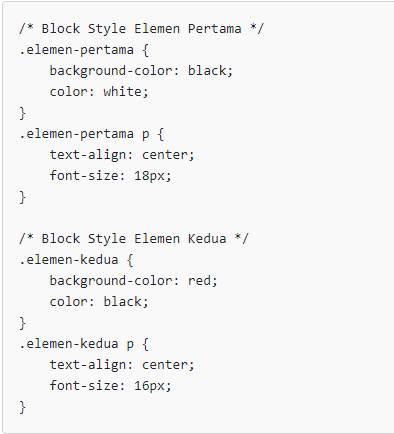 /* Block Style Elemen Pertama */
.elemen-pertama {
    background-color: black;
    color: white;
}
.elemen-pertama p {
    text-align: center;
    font-size: 18px;
}

/* Block Style Elemen Kedua */
.elemen-kedua {
    background-color: red;
    color: black;
}
.elemen-kedua p {
    text-align: center;
    font-size: 16px;
}